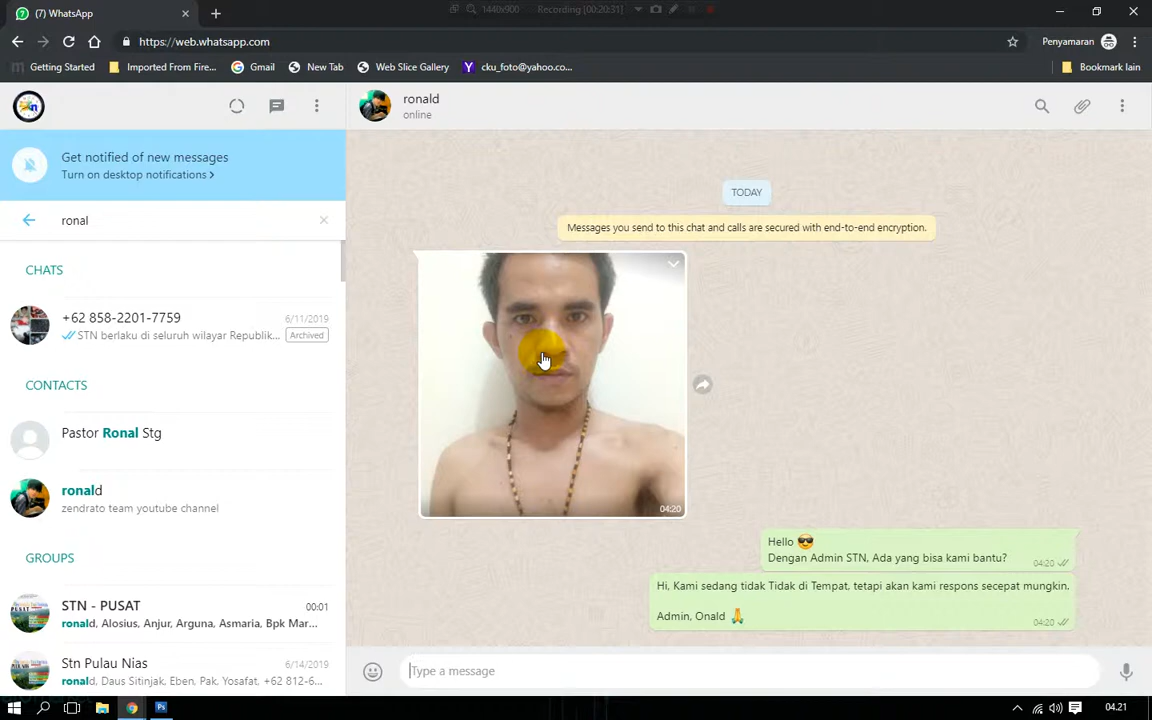 (7) WhatsApp
1440x900 Recording [00:20:31]
https://web.whatsapp.com
Penyamaran
Getting Started
Imported From Fire...
Gmail
New Tab
Web Slice Gallery
cku_foto@yahoo.co...
Bookmark lain
Get notified of new messages
Turn on desktop notifications >
ronal
CHATS
+62 858-2201-7759
6/11/2019
STN berlaku di seluruh wilayar Republik...
Archived
CONTACTS
Pastor Ronal Stg
ronald
zendrato team youtube channel
GROUPS
STN - PUSAT
00:01
ronald, Alosius, Anjur, Arguna, Asmaria, Bpk Mar...
Stn Pulau Nias
6/14/2019
ronald, Daus Sitinjak, Eben, Pak, Yosafat, +62 812-6...
ronald
online
TODAY
Messages you send to this chat and calls are secured with end-to-end encryption.
04:20
Hello 😎
Dengan Admin STN, Ada yang bisa kami bantu?
04:20
Hi, Kami sedang tidak Tidak di Tempat, tetapi akan kami respons secepat mungkin.
Admin, Onald 🙏
04:20
Type a message
04.21